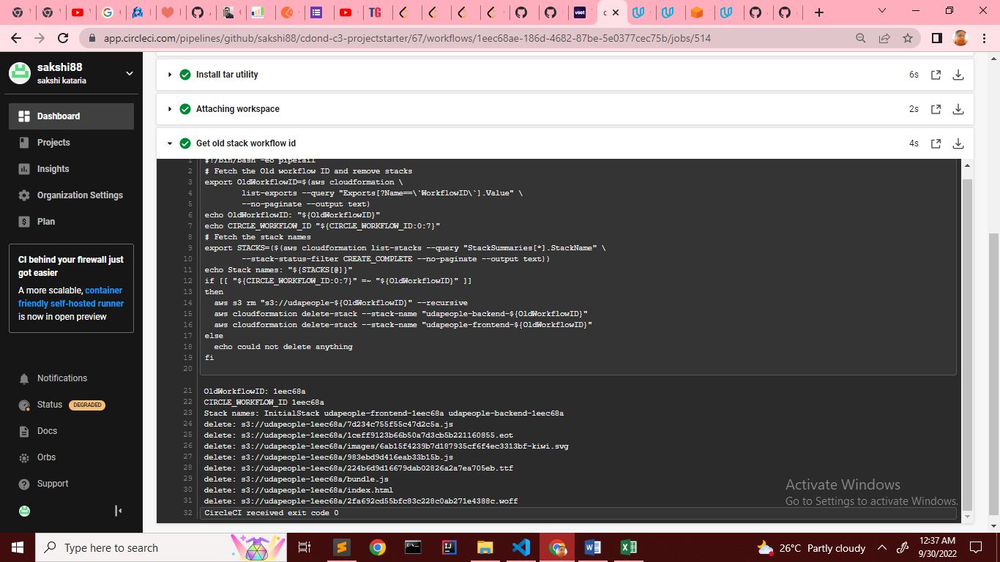 voot
TG
app.circleci.com/pipelines/github/sakshi88/cdond-c3-projectstarter/67/workflows/1eec68ae-186d-4682-87be-5e0377cec75b/jobs/514
sakshi88
sakshi kataria
Dashboard
Projects
Insights
Organization Settings
Plan
CI behind your firewall just
got easier
A more scalable, container
friendly self-hosted runner
is now in open preview
Notifications
Status DEGRADED
Docs
Orbs
Support
Install tar utility 6s
Attaching workspace 2s
Get old stack workflow id 4s
1 #!/bin/bash -eo pipefail
2 # Fetch the Old workflow ID and remove stacks
3 export OldWorkflowID=$(aws cloudformation \
4 list-exports --query "Exports[?Name==\`WorkflowID\`].Value" \
5 --no-paginate --output text)
6 echo OldWorkflowID: "${OldWorkflowID}"
7 echo CIRCLE_WORKFLOW_ID "${CIRCLE_WORKFLOW_ID:0:7}"
8 # Fetch the stack names
9 export STACKS=($(aws cloudformation list-stacks --query "StackSummaries[*].StackName" \
10 --stack-status-filter CREATE_COMPLETE --no-paginate --output text))
11 echo Stack names: "${STACKS[@]}"
12 if [[ "${CIRCLE_WORKFLOW_ID:0:7}" =~ "${OldWorkflowID}" ]]
13 then
14 aws s3 rm "s3://udapeople-${OldWorkflowID}" --recursive
15 aws cloudformation delete-stack --stack-name "udapeople-backend-${OldWorkflowID}"
16 aws cloudformation delete-stack --stack-name "udapeople-frontend-${OldWorkflowID}"
17 else
18 echo could not delete anything
19 fi
20
21 OldWorkflowID: 1eec68a
22 CIRCLE_WORKFLOW_ID 1eec68a
23 Stack names: InitialStack udapeople-frontend-1eec68a udapeople-backend-1eec68a
24 delete: s3://udapeople-1eec68a/7d234c755f55c47d2c5a.js
25 delete: s3://udapeople-1eec68a/1ceff9123b66b50a7d3cb5b221160855.eot
26 delete: s3://udapeople-1eec68a/images/6ab15f4239b7d187935cf6f4ec3313bf-kiwi.svg
27 delete: s3://udapeople-1eec68a/983ebd9d416eab33b15b.js
28 delete: s3://udapeople-1eec68a/224b6d9d16679dab02826a2a7ea705eb.ttf
29 delete: s3://udapeople-1eec68a/bundle.js
30 delete: s3://udapeople-1eec68a/index.html
31 delete: s3://udapeople-1eec68a/2fa692cd55bfc83c228c0ab271e4388c.woff
32 CircleCI received exit code 0
Activate Windows
Go to Settings to activate Windows.
Type here to search
26°C Partly cloudy
12:37 AM
9/30/2022